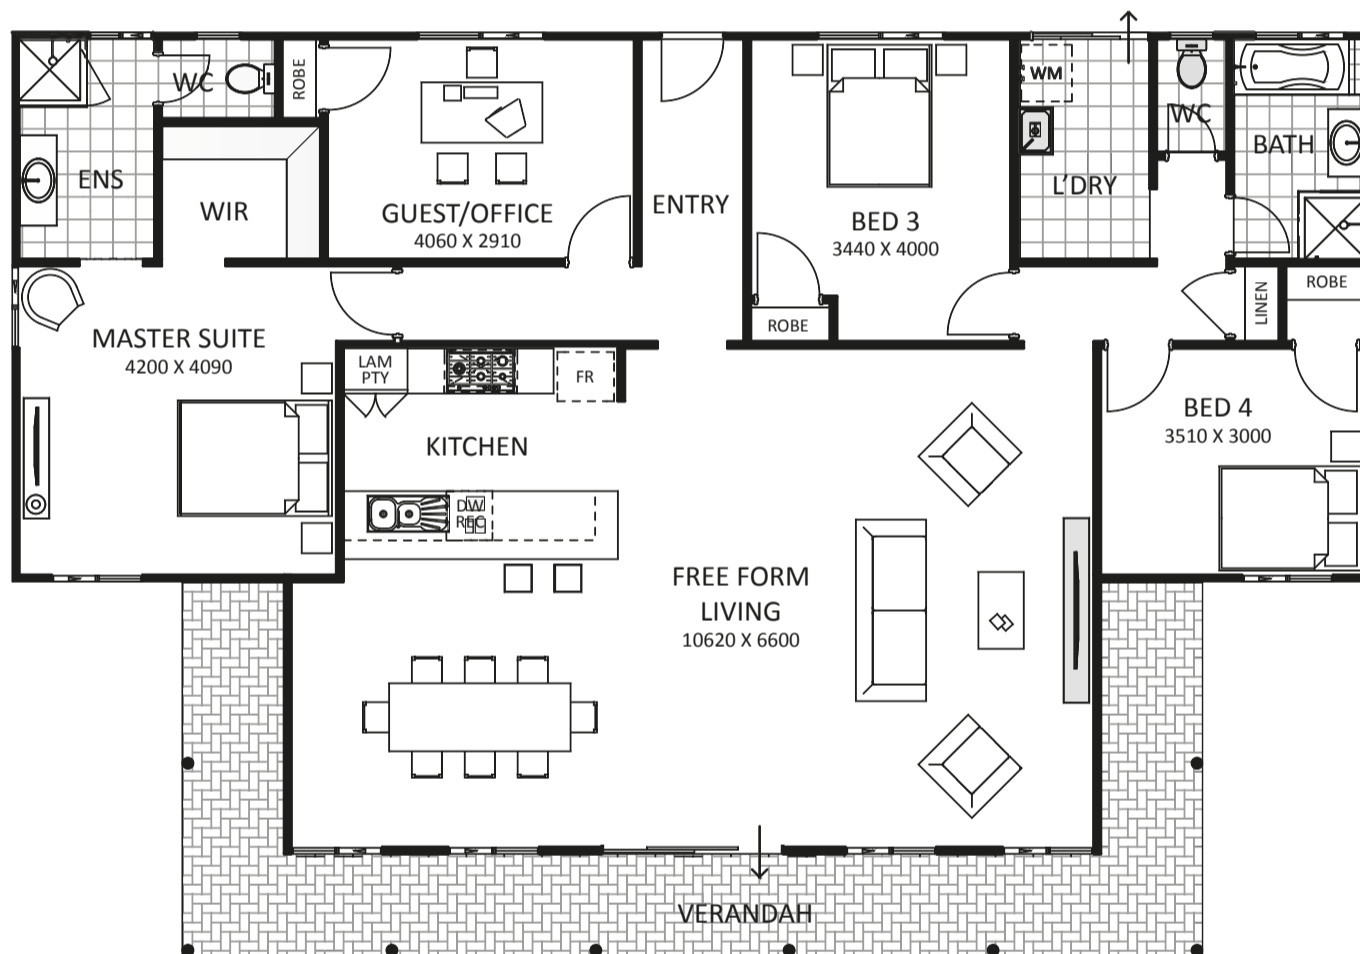 WC
ROBE
ENS
WIR
GUEST/OFFICE
4060 X 2910
ENTRY
BED 3
3440 X 4000
ROBE
WM
L'DRY
WC
BATH
LINEN
ROBE
MASTER SUITE
4200 X 4090
LAM
PTY
FR
KITCHEN
DW
REC
BED 4
3510 X 3000
FREE FORM
LIVING
10620 X 6600
VERANDAH